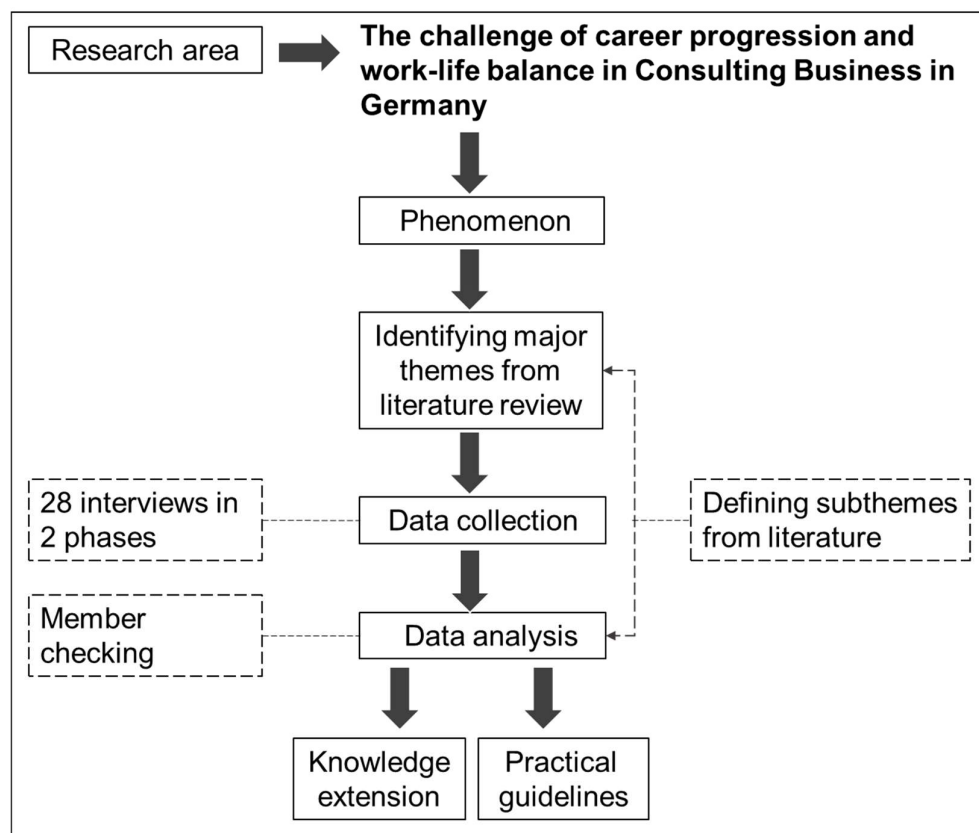 Research area
The challenge of career progression and
work-life balance in Consulting Business in
Germany
Phenomenon
Identifying major
themes from
literature review
28 interviews in
2 phases
Data collection
Defining subthemes
from literature
Member
checking
Data analysis
Knowledge
extension
Practical
guidelines